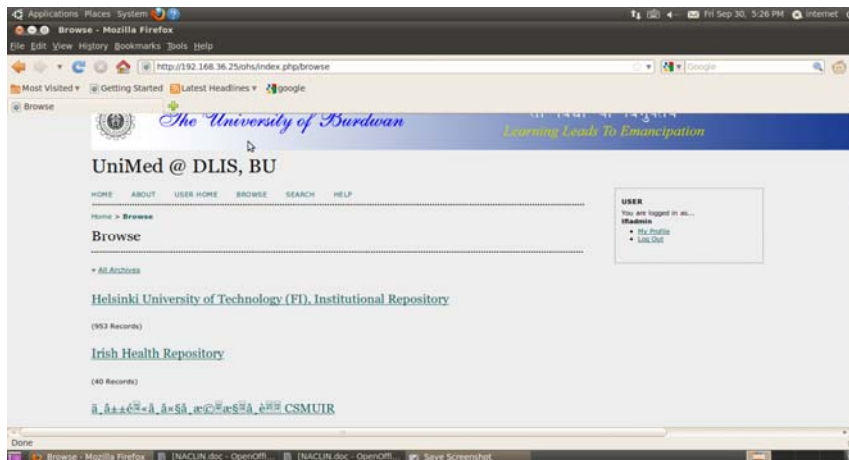 Applications Places System Fri Sep 30, 5:26 PM internet
Browse - Mozilla Firefox
File Edit View History Bookmarks Tools Help
http://192.168.36.25/ohs/index.php/browse Google
Most Visited Getting Started Latest Headlines google
Browse
The University of Burdwan
Learning Leads To Emancipation
UniMed @ DLIS, BU
HOME ABOUT USER HOME BROWSE SEARCH HELP
Home > Browse
Browse
USER
You are logged in as...
My Profile
Log Out
« All Archives
Helsinki University of Technology (FI), Institutional Repository
(953 Records)
Irish Health Repository
(40 Records)
CSMUIR
Done
Browse - Mozilla Firefox [NACLIN.doc - OpenOffi... [NACLIN.doc - OpenOffi... Save Screenshot